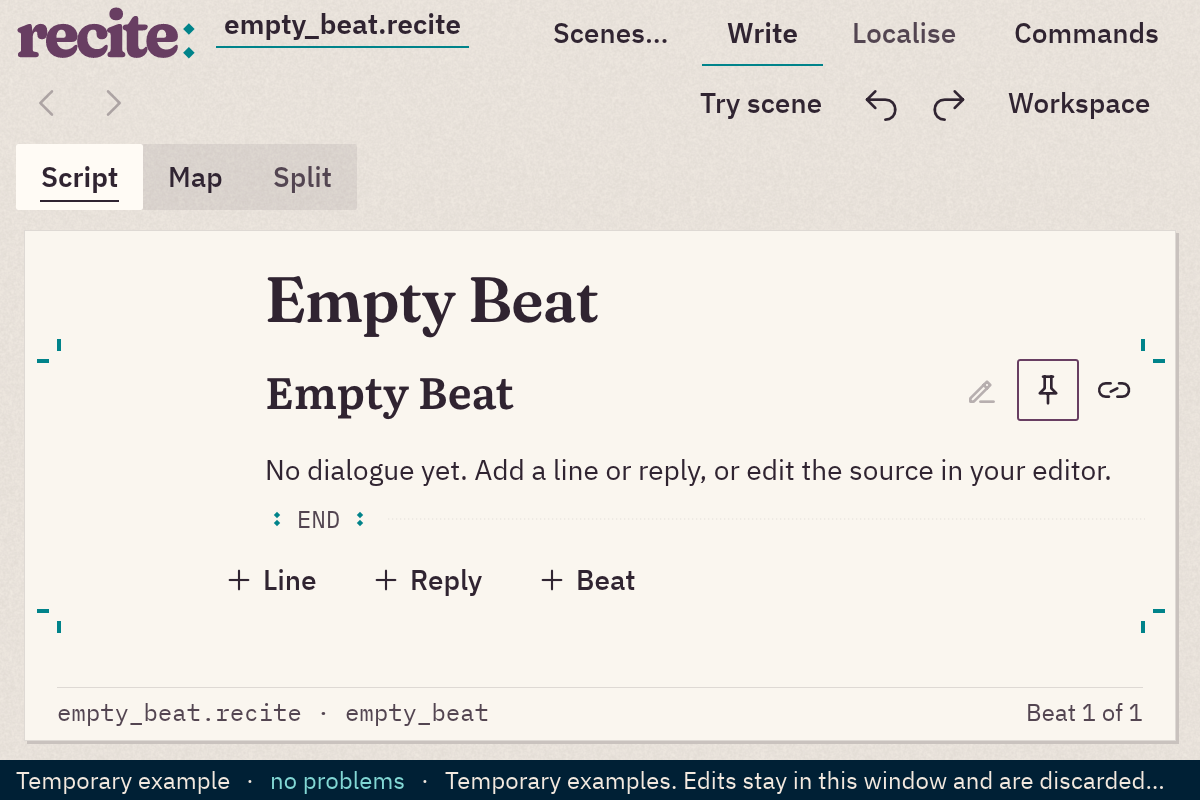 recite:
empty_beat.recite
Scenes...
Write
Localise
Commands
Try scene
Workspace
Script
Map
Split
Empty Beat
Empty Beat
No dialogue yet. Add a line or reply, or edit the source in your editor.
: END :
+ Line
+ Reply
+ Beat
empty_beat.recite · empty_beat
Beat 1 of 1
Temporary example · no problems · Temporary examples. Edits stay in this window and are discarded...